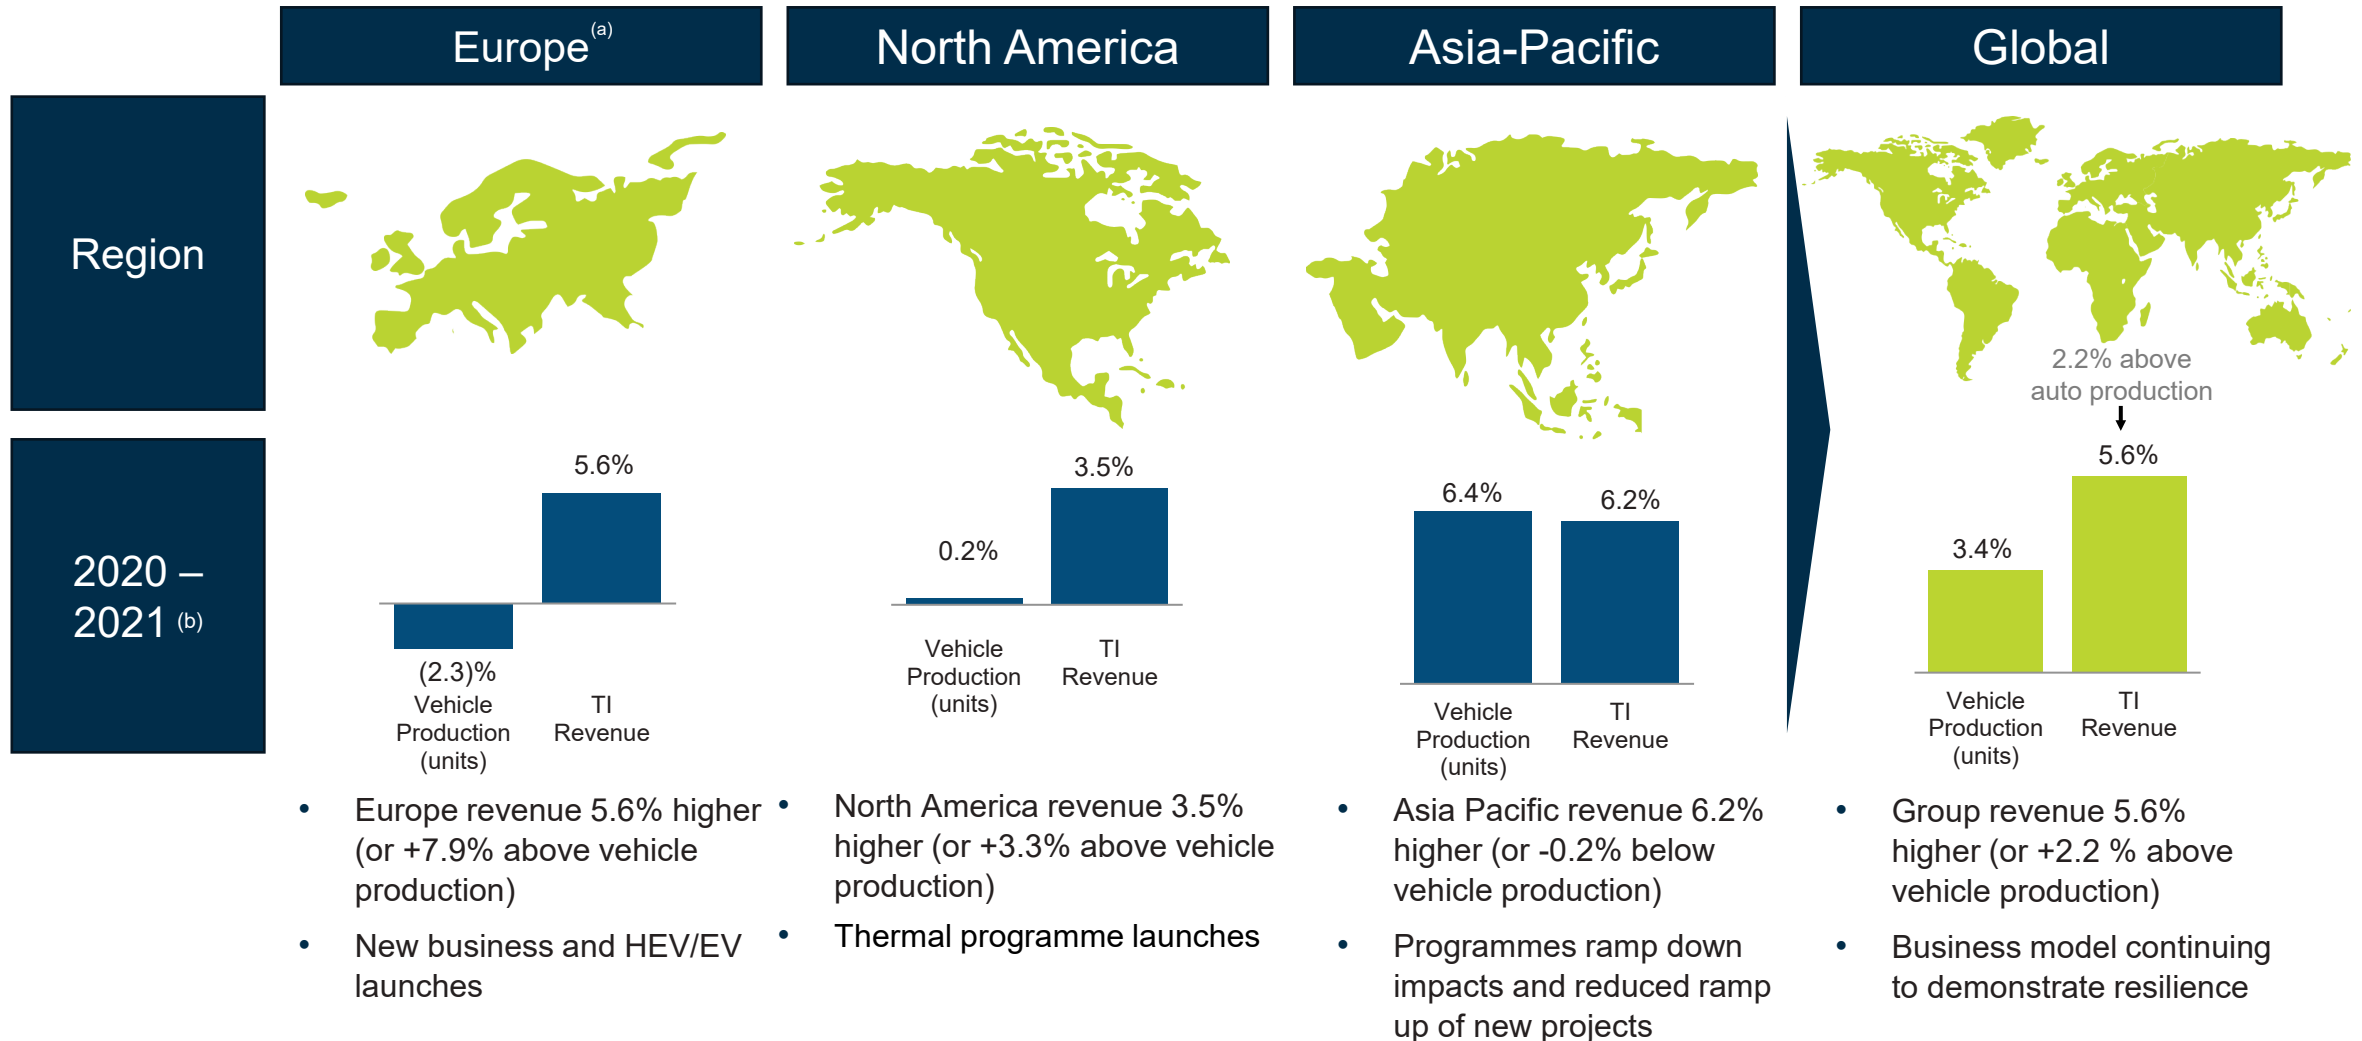 Europe(a)
North America
Asia-Pacific
Global
Region
2.2% above
auto production
2020 –
2021 (b)
5.6%
(2.3)%
Vehicle
Production
(units)
TI
Revenue
3.5%
0.2%
Vehicle
Production
(units)
TI
Revenue
6.4%
6.2%
Vehicle
Production
(units)
TI
Revenue
5.6%
3.4%
Vehicle
Production
(units)
TI
Revenue
• Europe revenue 5.6% higher
(or +7.9% above vehicle
production)
• New business and HEV/EV
launches
• North America revenue 3.5%
higher (or +3.3% above vehicle
production)
• Thermal programme launches
• Asia Pacific revenue 6.2%
higher (or -0.2% below
vehicle production)
• Programmes ramp down
impacts and reduced ramp
up of new projects
• Group revenue 5.6%
higher (or +2.2 % above
vehicle production)
• Business model continuing
to demonstrate resilience